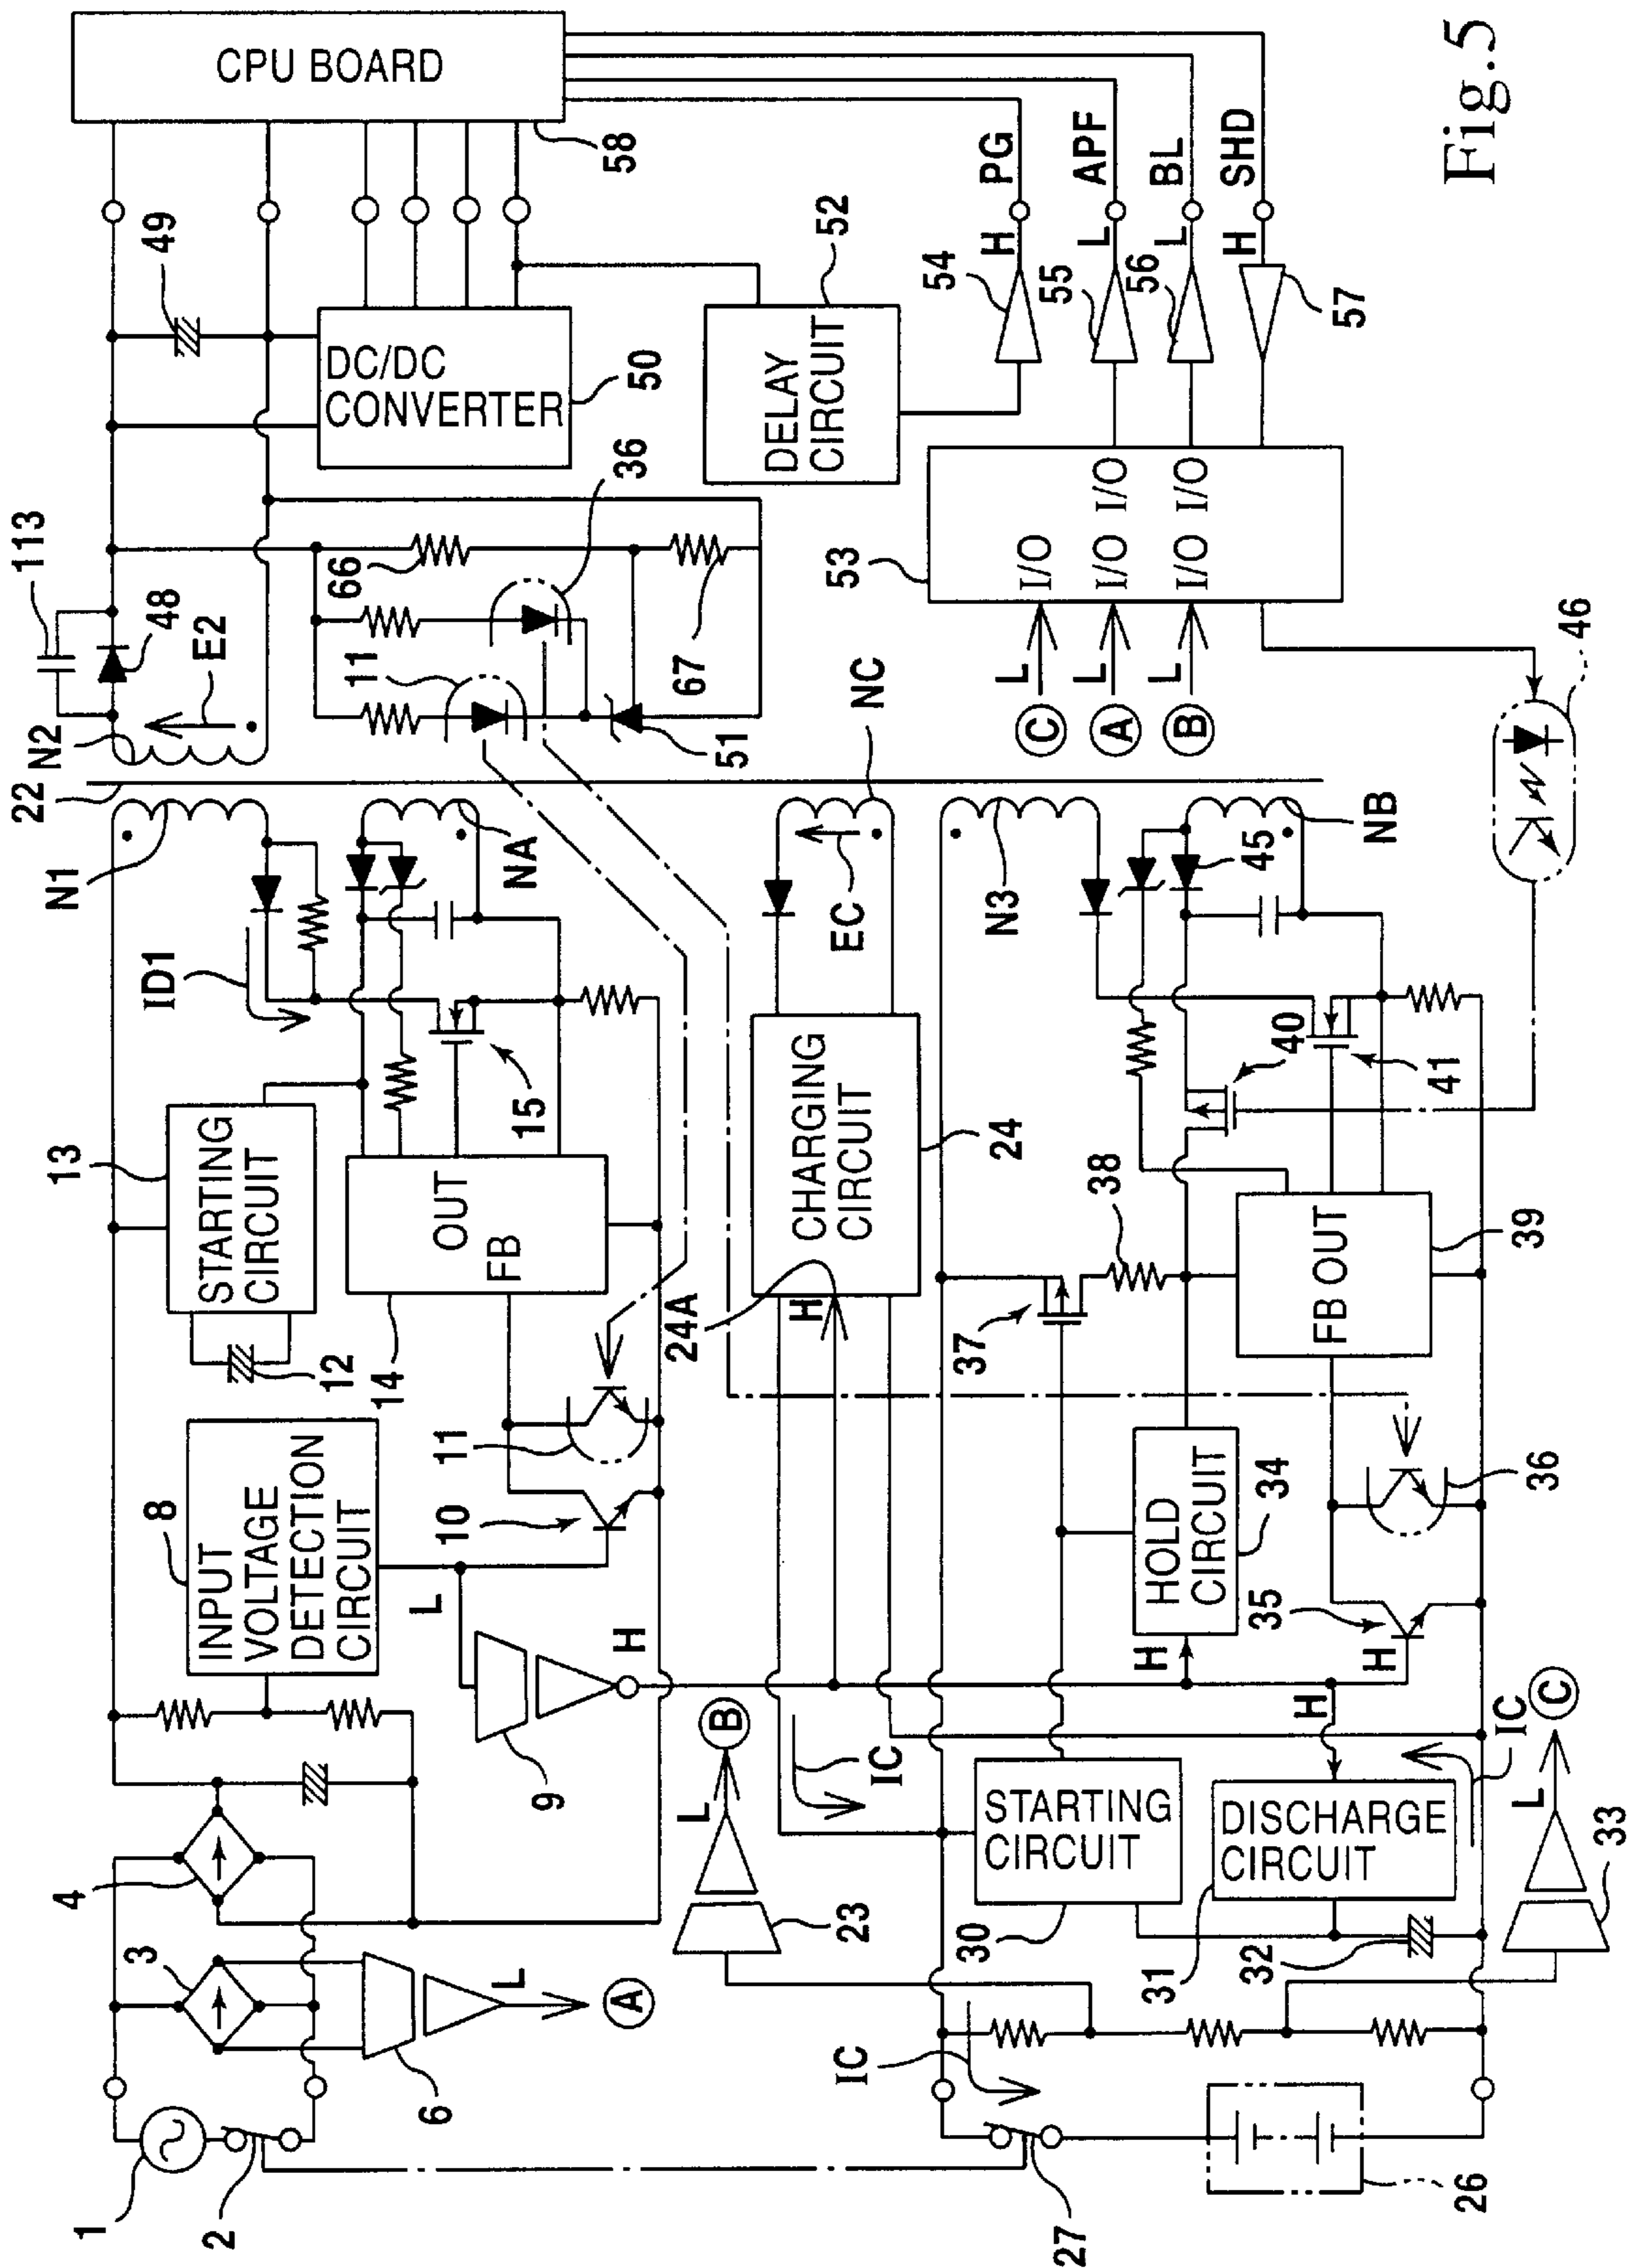 Fig.5
CPU BOARD
58
49
DC/DC
CONVERTER
50
DELAY
CIRCUIT
52
54
H
PG
55
L
APF
56
L
BL
57
H
SHD
53
I/O
I/O I/O
I/O I/O
L
C
L
A
L
B
46
113
48
E2
N2
22
66
36
11
67
51
N1
NA
NC
EC
N3
NB
45
ID1
13
STARTING
CIRCUIT
12
OUT
FB
14
15
CHARGING
CIRCUIT
24
24A
H
40
41
38
37
FB OUT
39
8
INPUT
VOLTAGE
DETECTION
CIRCUIT
L
10
11
H
9
HOLD
CIRCUIT
34
H
35
H
36
H
B
L
23
IC
STARTING
CIRCUIT
30
DISCHARGE
CIRCUIT
31
32
IC
C
L
33
4
3
L
A
6
IC
1
2
27
26